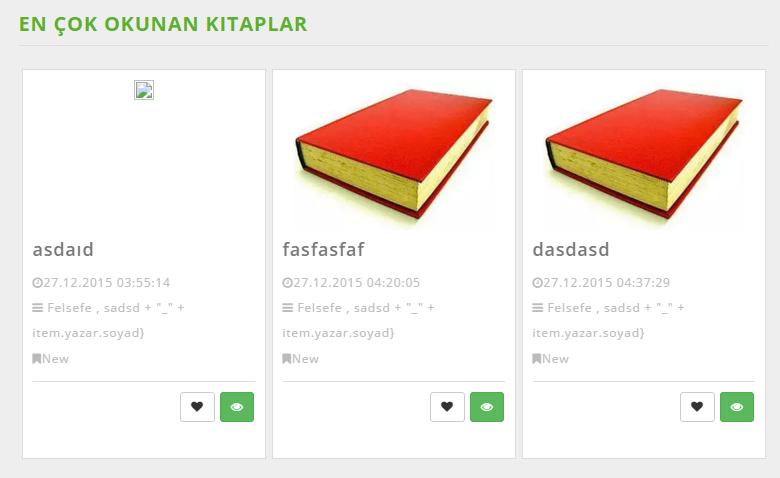 EN ÇOK OKUNAN KITAPLAR
asdaıd
27.12.2015 03:55:14
Felsefe , sadsd + "_" +
item.yazar.soyad}
New
fasfasfaf
27.12.2015 04:20:05
Felsefe , sadsd + "_" +
item.yazar.soyad}
New
dasdasd
27.12.2015 04:37:29
Felsefe , sadsd + "_" +
item.yazar.soyad}
New